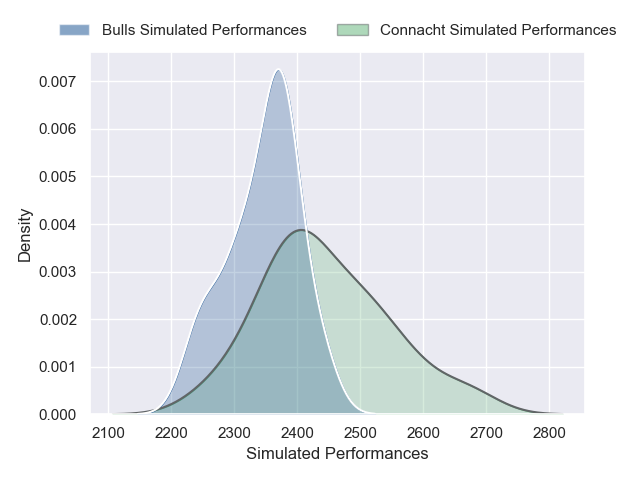 Bulls Simulated Performances Connacht Simulated Performances
0.007
0.006
0.005
0.004
0.003
0.002
0.001
0.000
Density
2100 2200 2300 2400 2500 2600 2700 2800
Simulated Performances